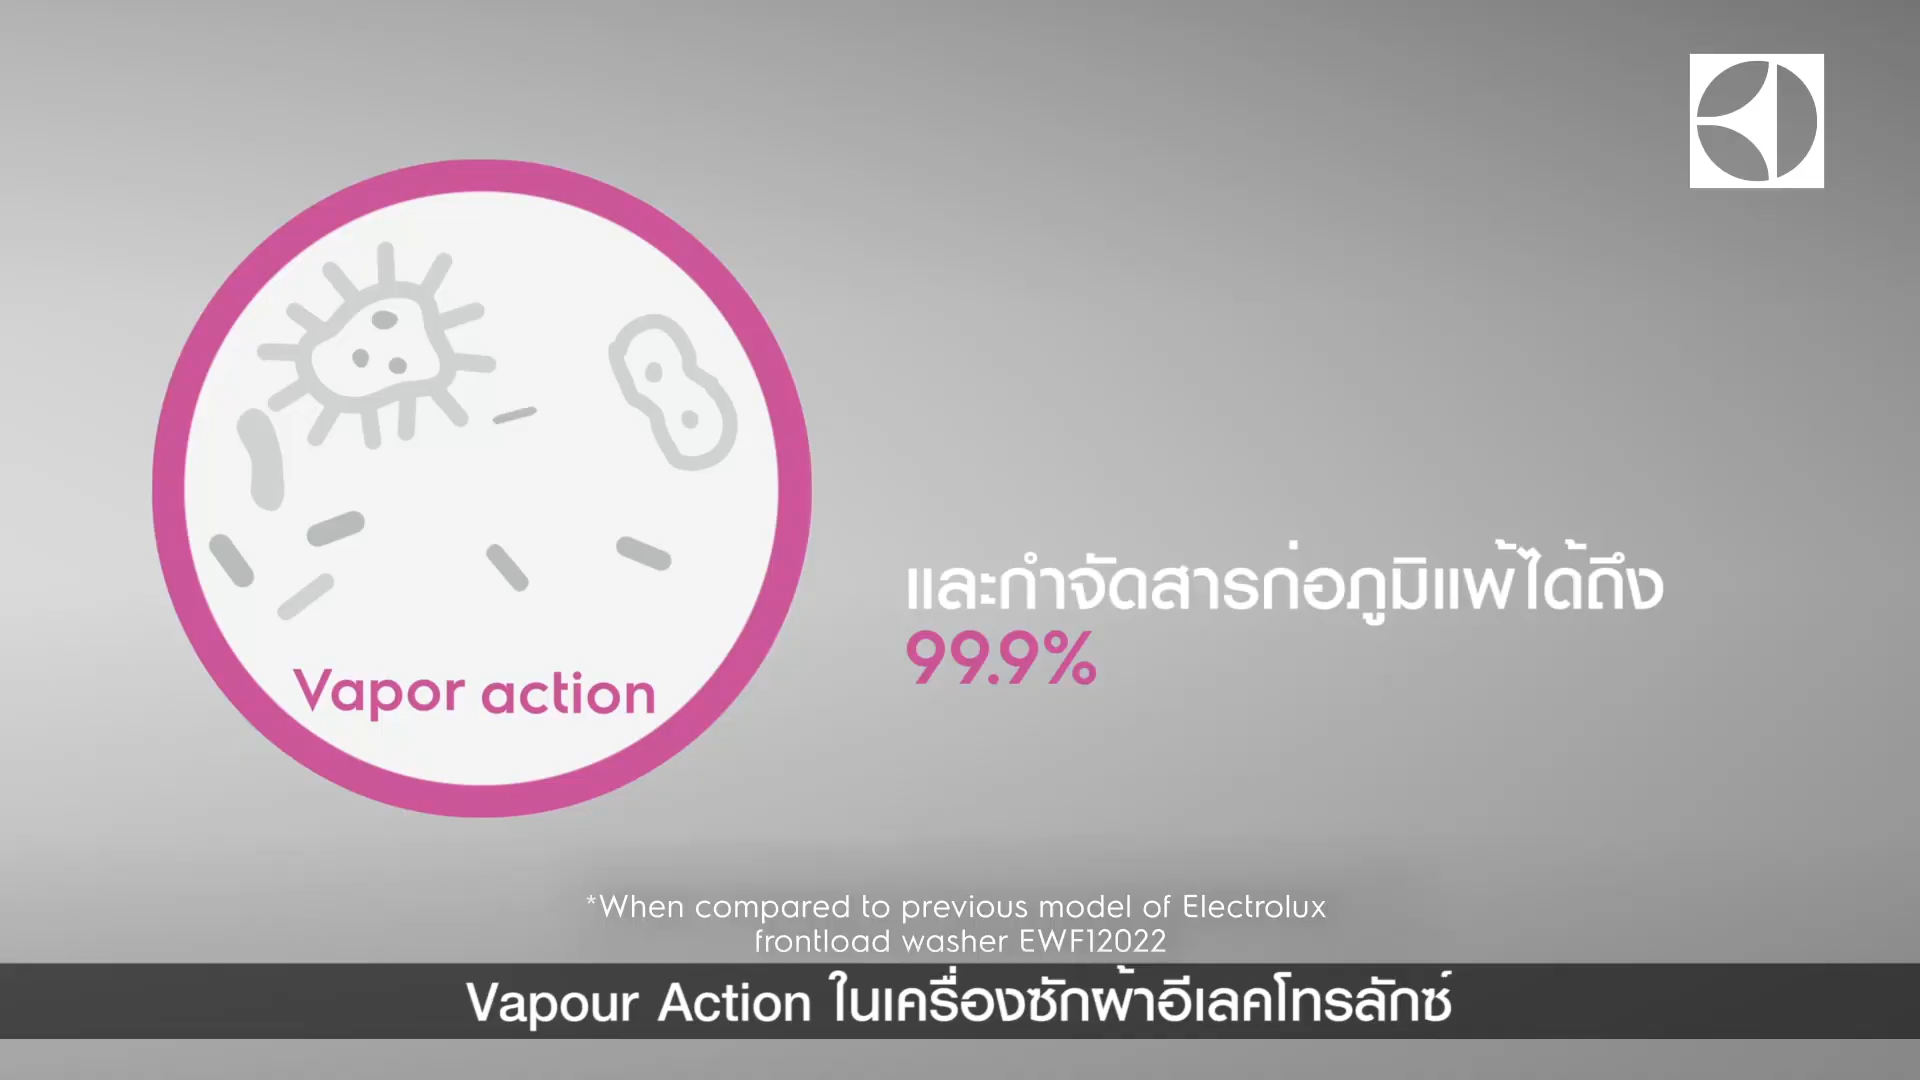 Vapor action
และกำจัดสารก่อภูมิแพ้ได้ถึง
99.9%
*When compared to previous model of Electrolux
frontload washer EWF12022
Vapour Action ในเครื่องซักผ้าอีเลคโทรลักซ์